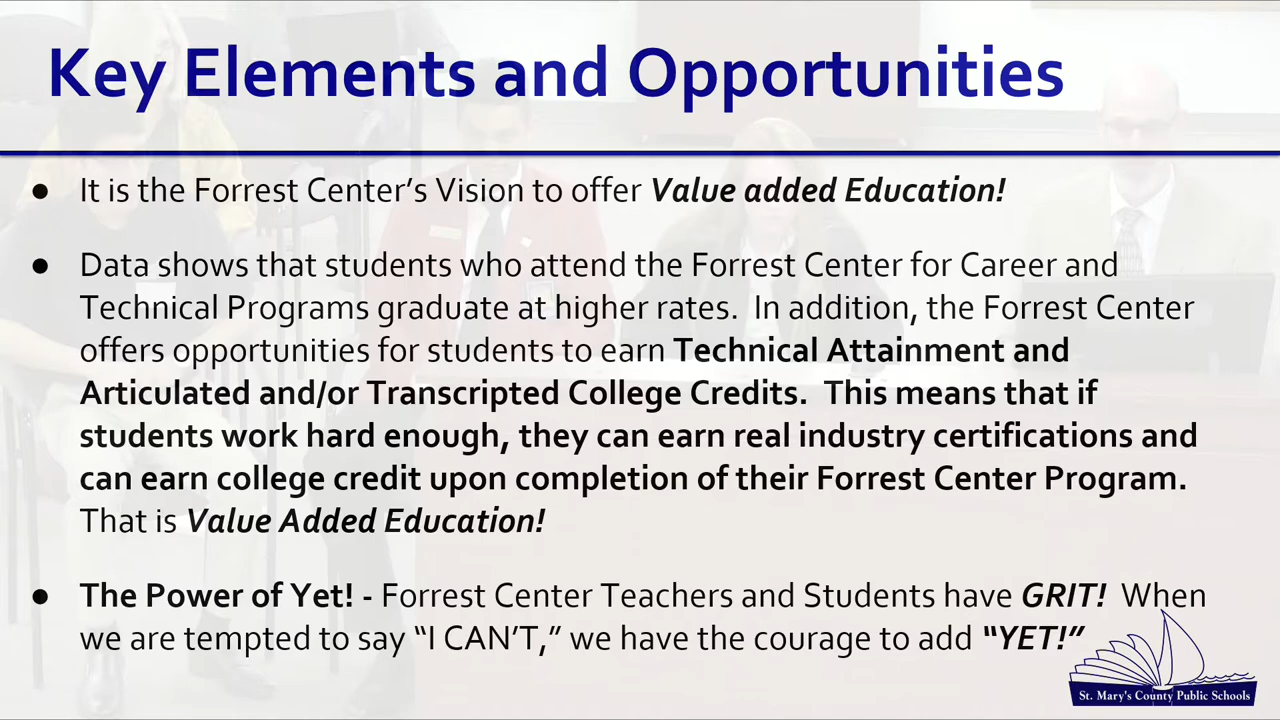 Key Elements and Opportunities
● It is the Forrest Center’s Vision to offer Value added Education!
● Data shows that students who attend the Forrest Center for Career and
Technical Programs graduate at higher rates.  In addition, the Forrest Center
offers opportunities for students to earn Technical Attainment and
Articulated and/or Transcripted College Credits.  This means that if
students work hard enough, they can earn real industry certifications and
can earn college credit upon completion of their Forrest Center Program.
That is Value Added Education!
● The Power of Yet! - Forrest Center Teachers and Students have GRIT!  When
we are tempted to say “I CAN’T,” we have the courage to add “YET!”
St. Mary's County Public Schools